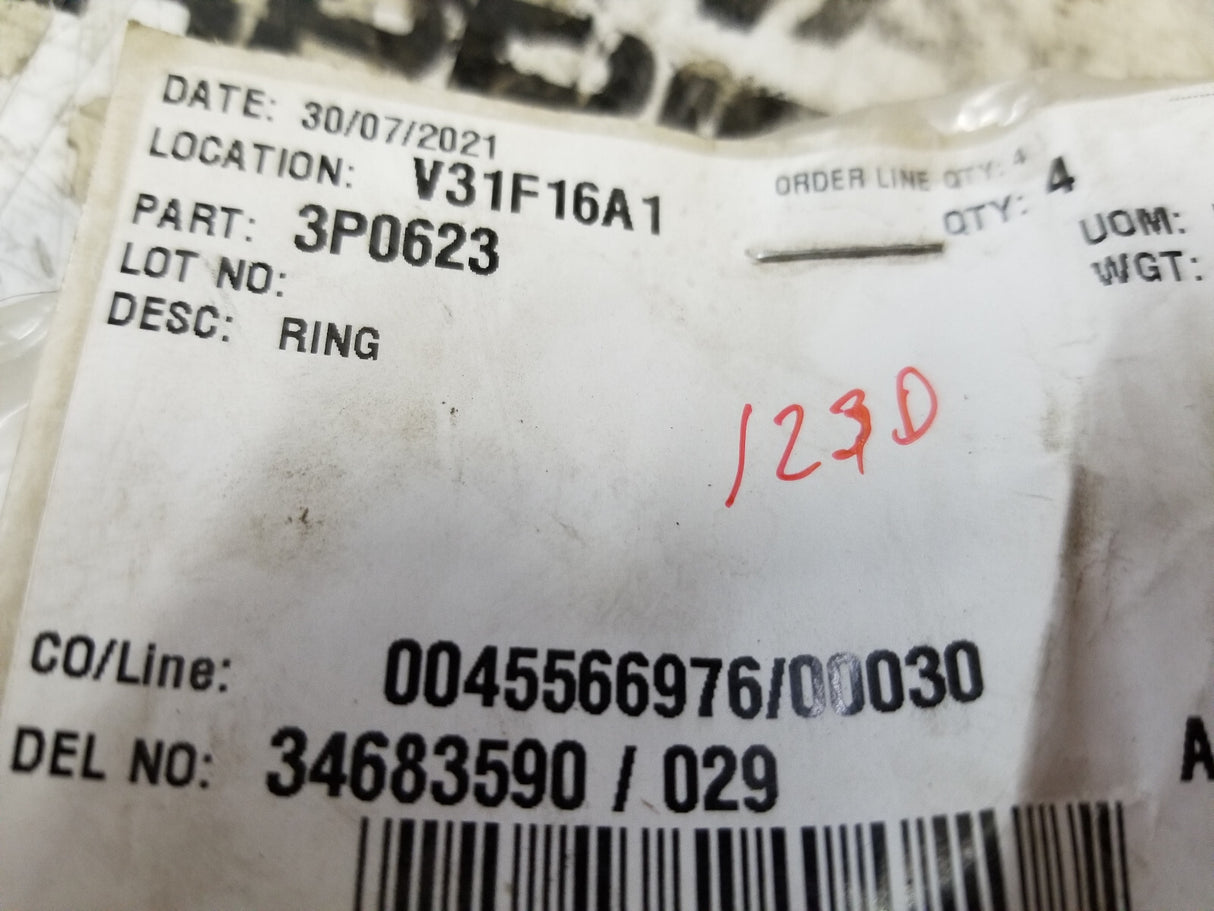 DATE: 30/07/2021
LOCATION: V31F16A1
ORDER LINE QTY: 4
PART: 3P0623
QTY: 4
UOM:
LOT NO:
WGT:
DESC: RING
CO/Line: 0045566976/00030
DEL NO: 34683590 / 029
A